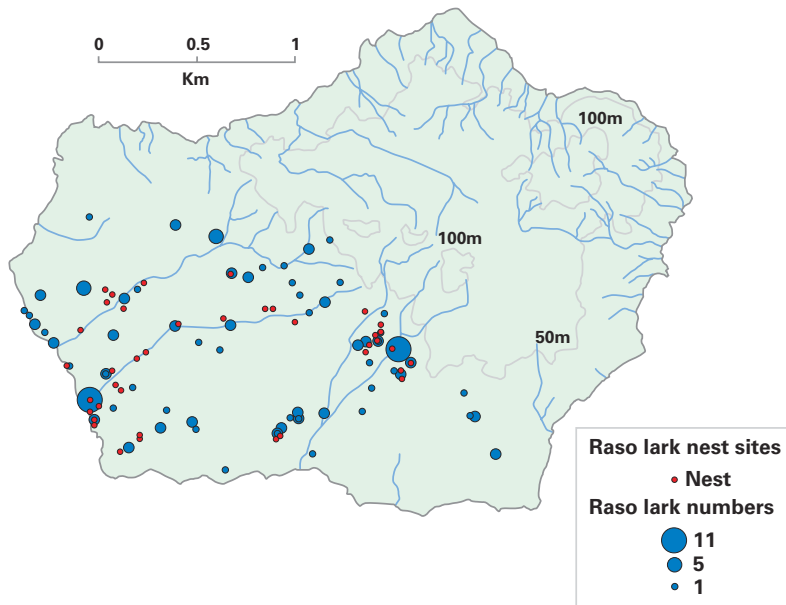 0 0.5 1
Km
100m
100m
50m
Raso lark nest sites
Nest
Raso lark numbers
11
5
1